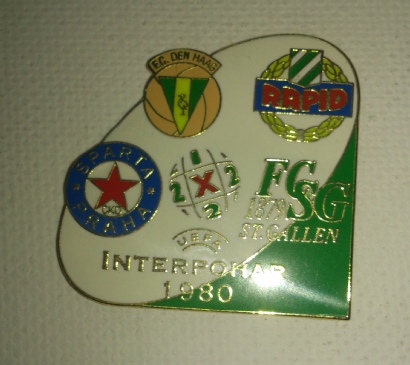 F.C. DEN HAAG
RAPID
SPARTA
PRAHA
1
2 X 2
2
FC
1879 SG
ST. GALLEN
UEFA
INTERPOHAR
1980